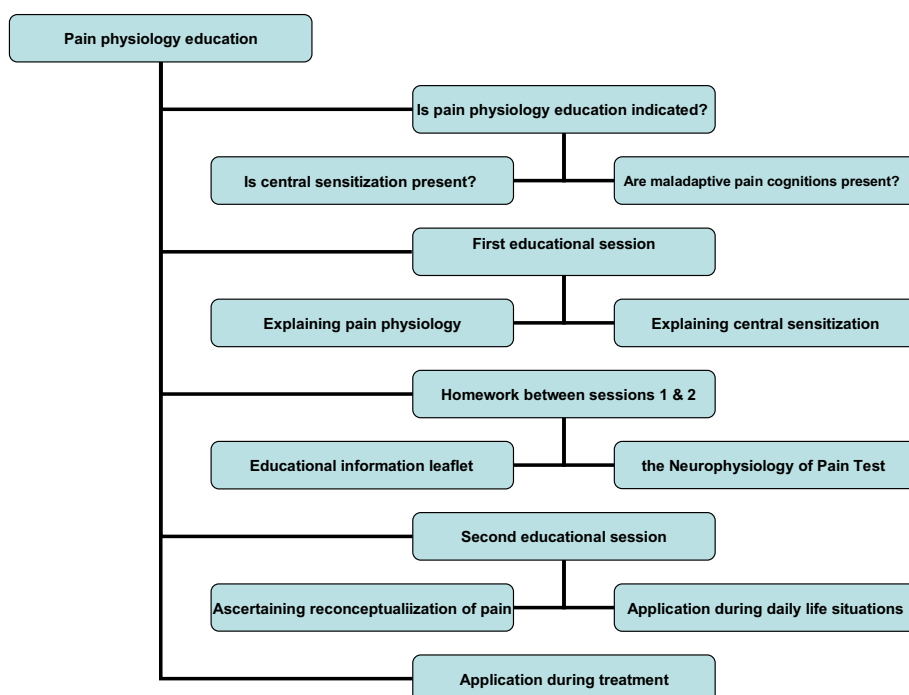 Pain physiology education
Is pain physiology education indicated?
Is central sensitization present?
Are maladaptive pain cognitions present?
First educational session
Explaining pain physiology
Explaining central sensitization
Homework between sessions 1 & 2
Educational information leaflet
the Neurophysiology of Pain Test
Second educational session
Ascertaining reconceptualiization of pain
Application during daily life situations
Application during treatment